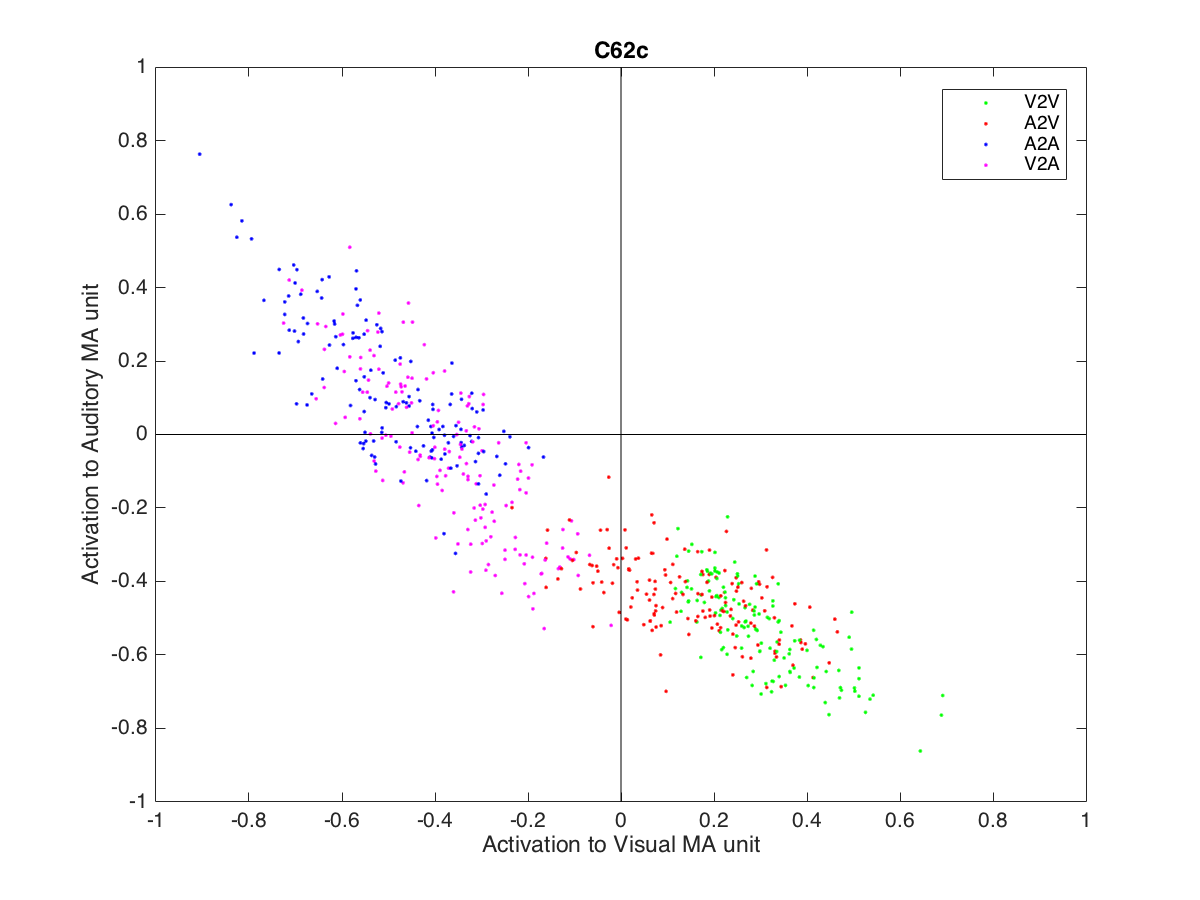 C62c
1
0.8
0.6
0.4
0.2
0
-0.2
-0.4
-0.6
-0.8
-1
Activation to Auditory MA unit
V2V
A2V
A2A
V2A
-1 -0.8 -0.6 -0.4 -0.2 0 0.2 0.4 0.6 0.8 1
Activation to Visual MA unit